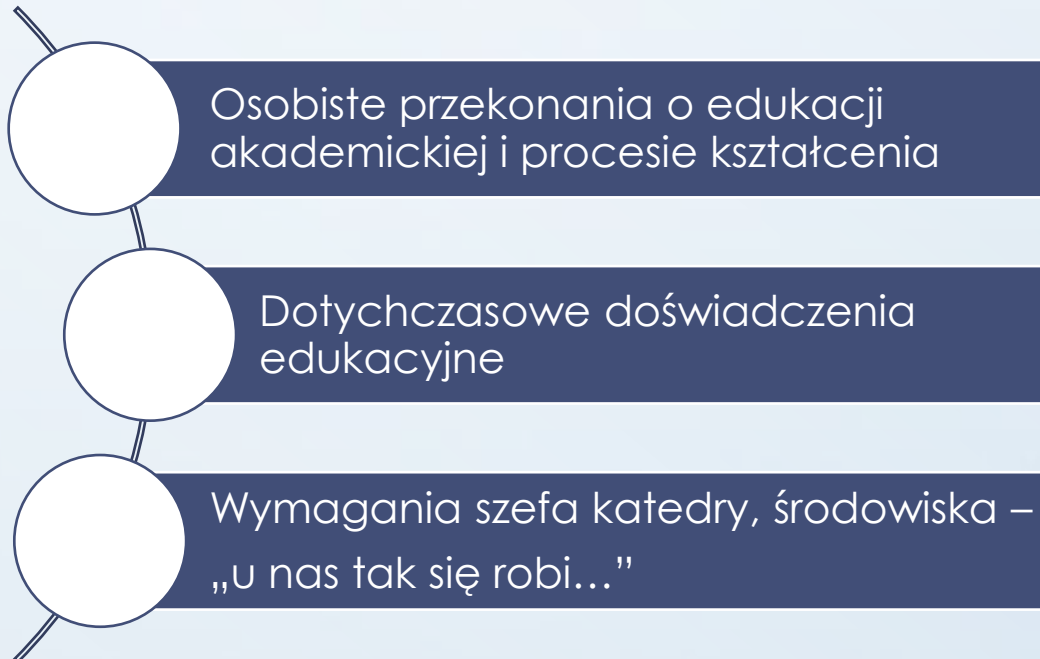 Osobiste przekonania o edukacji
akademickiej i procesie kształcenia
Dotychczasowe doświadczenia
edukacyjne
Wymagania szefa katedry, środowiska –
„u nas tak się robi…”